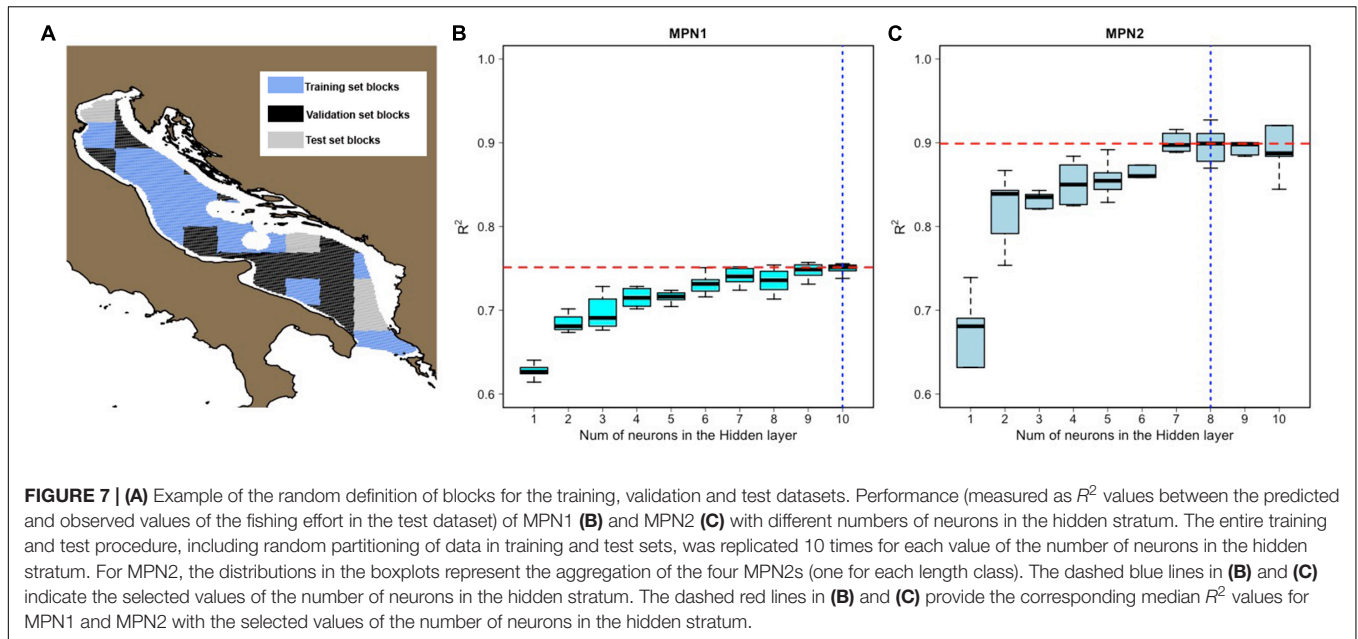 A
Training set blocks
Validation set blocks
Test set blocks
B
MPN1
1.0
0.9
0.8
0.7
0.6
R²
1 2 3 4 5 6 7 8 9 10
Num of neurons in the Hidden layer
C
MPN2
1.0
0.9
0.8
0.7
0.6
R²
1 2 3 4 5 6 7 8 9 10
Num of neurons in the Hidden layer
FIGURE 7 | (A) Example of the random definition of blocks for the training, validation and test datasets. Performance (measured as R² values between the predicted
and observed values of the fishing effort in the test dataset) of MPN1 (B) and MPN2 (C) with different numbers of neurons in the hidden stratum. The entire training
and test procedure, including random partitioning of data in training and test sets, was replicated 10 times for each value of the number of neurons in the hidden
stratum. For MPN2, the distributions in the boxplots represent the aggregation of the four MPN2s (one for each length class). The dashed blue lines in (B) and (C)
indicate the selected values of the number of neurons in the hidden stratum. The dashed red lines in (B) and (C) provide the corresponding median R² values for
MPN1 and MPN2 with the selected values of the number of neurons in the hidden stratum.